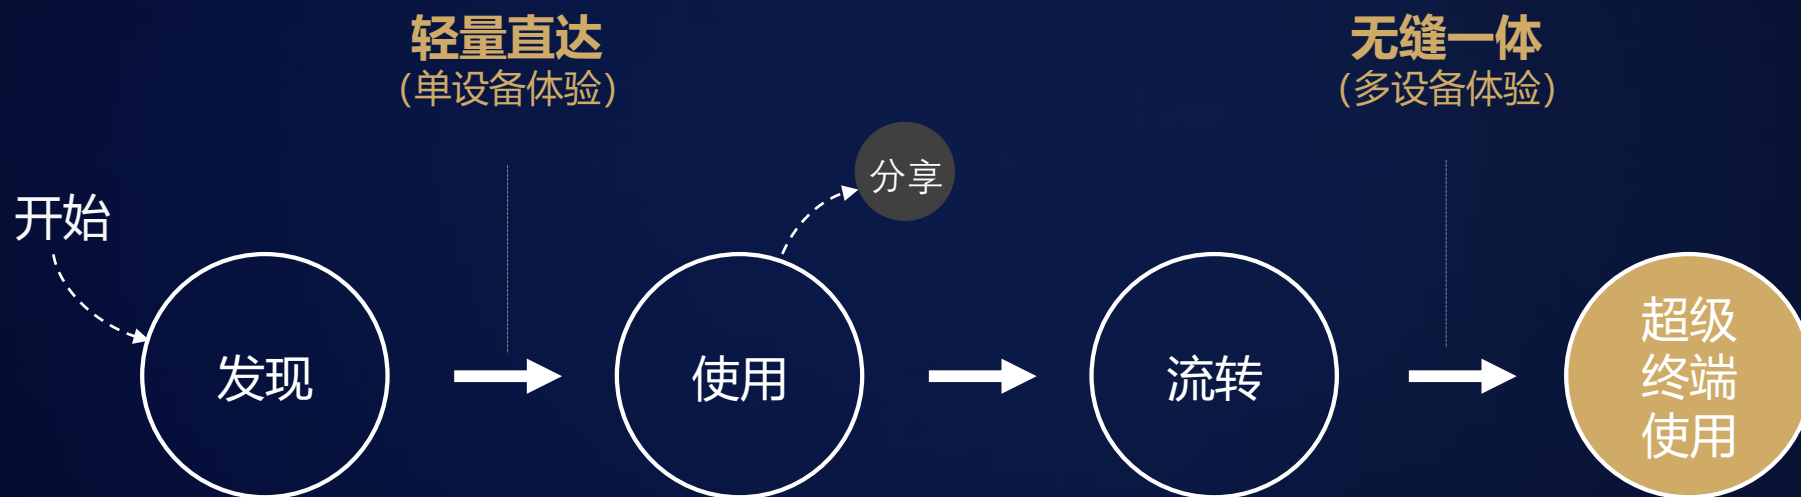 轻量直达
(单设备体验)
无缝一体
(多设备体验)
分享
开始
发现
使用
流转
超级
终端
使用